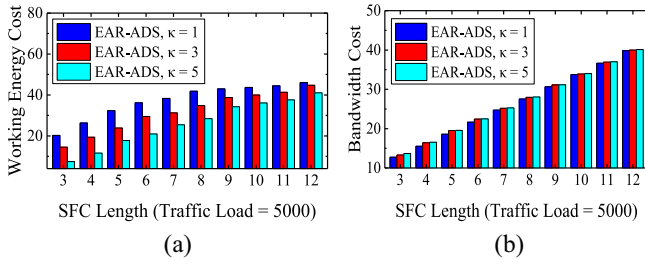 Working Energy Cost
80
60
40
20
EAR-ADS, κ = 1
EAR-ADS, κ = 3
EAR-ADS, κ = 5
3 4 5 6 7 8 9 10 11 12
SFC Length (Traffic Load = 5000)
(a)
Bandwidth Cost
50
40
30
20
10
EAR-ADS, κ = 1
EAR-ADS, κ = 3
EAR-ADS, κ = 5
3 4 5 6 7 8 9 10 11 12
SFC Length (Traffic Load = 5000)
(b)